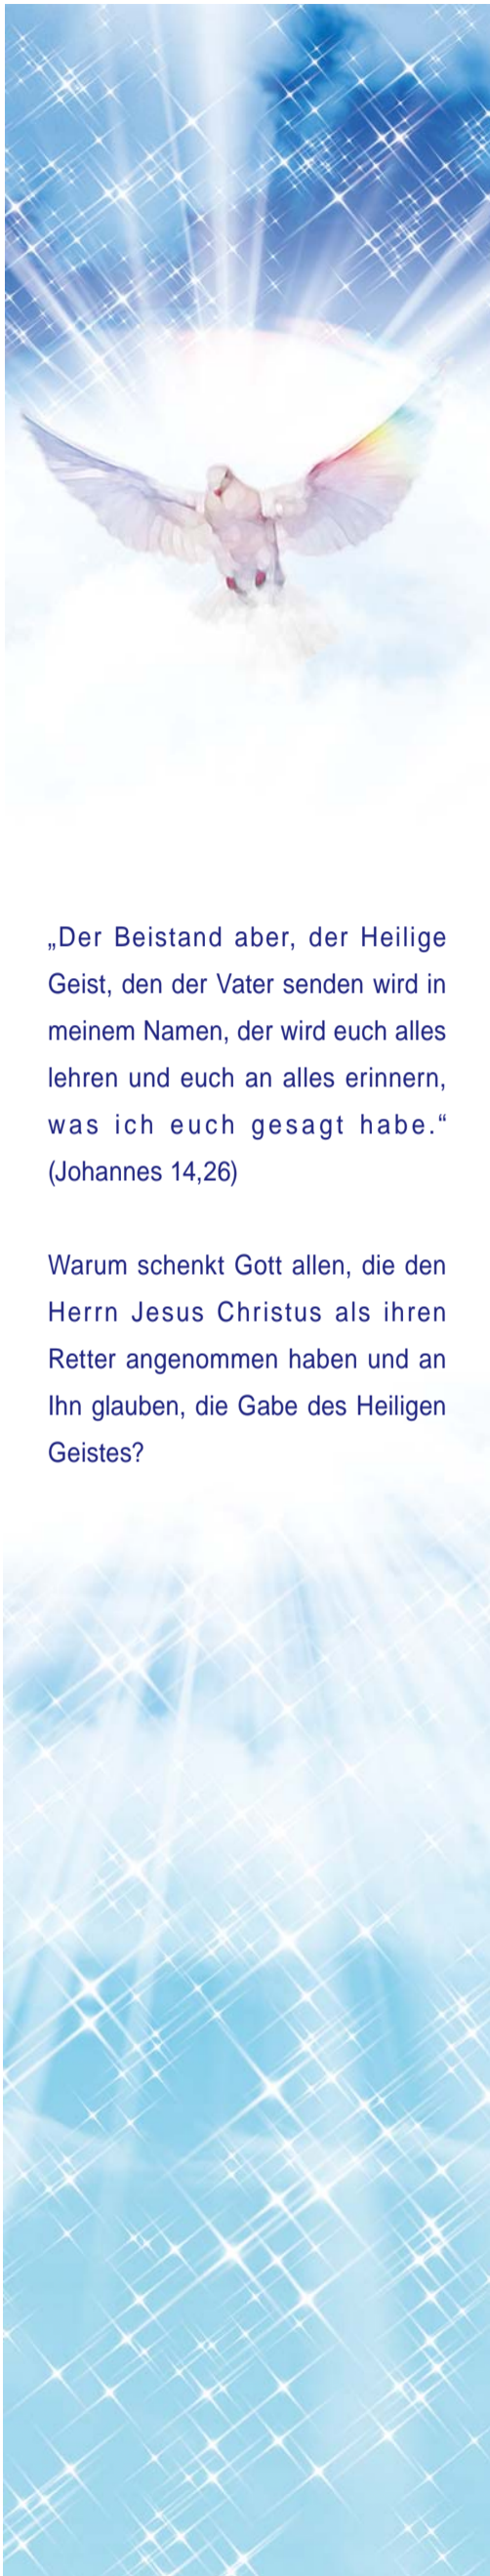 „Der Beistand aber, der Heilige
Geist, den der Vater senden wird in
meinem Namen, der wird euch alles
lehren und euch an alles erinnern,
was ich euch gesagt habe.“
(Johannes 14,26)
Warum schenkt Gott allen, die den
Herrn Jesus Christus als ihren
Retter angenommen haben und an
Ihn glauben, die Gabe des Heiligen
Geistes?